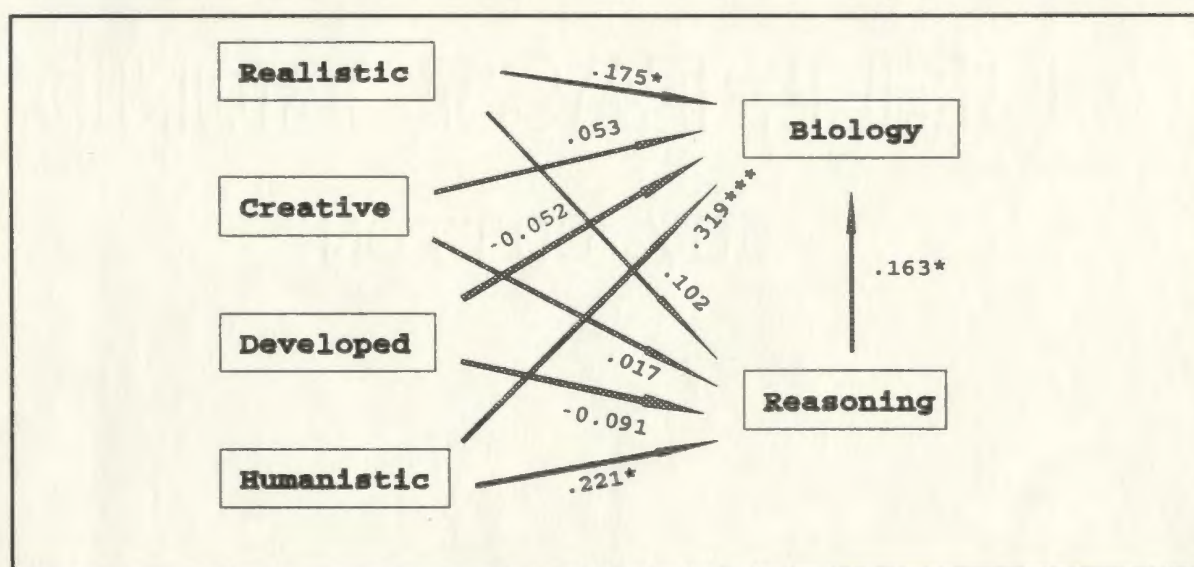 Realistic
.175*
.053
Biology
Creative
-0.052
.319***
.102
.163*
Developed
.017
-0.091
Reasoning
Humanistic
.221*